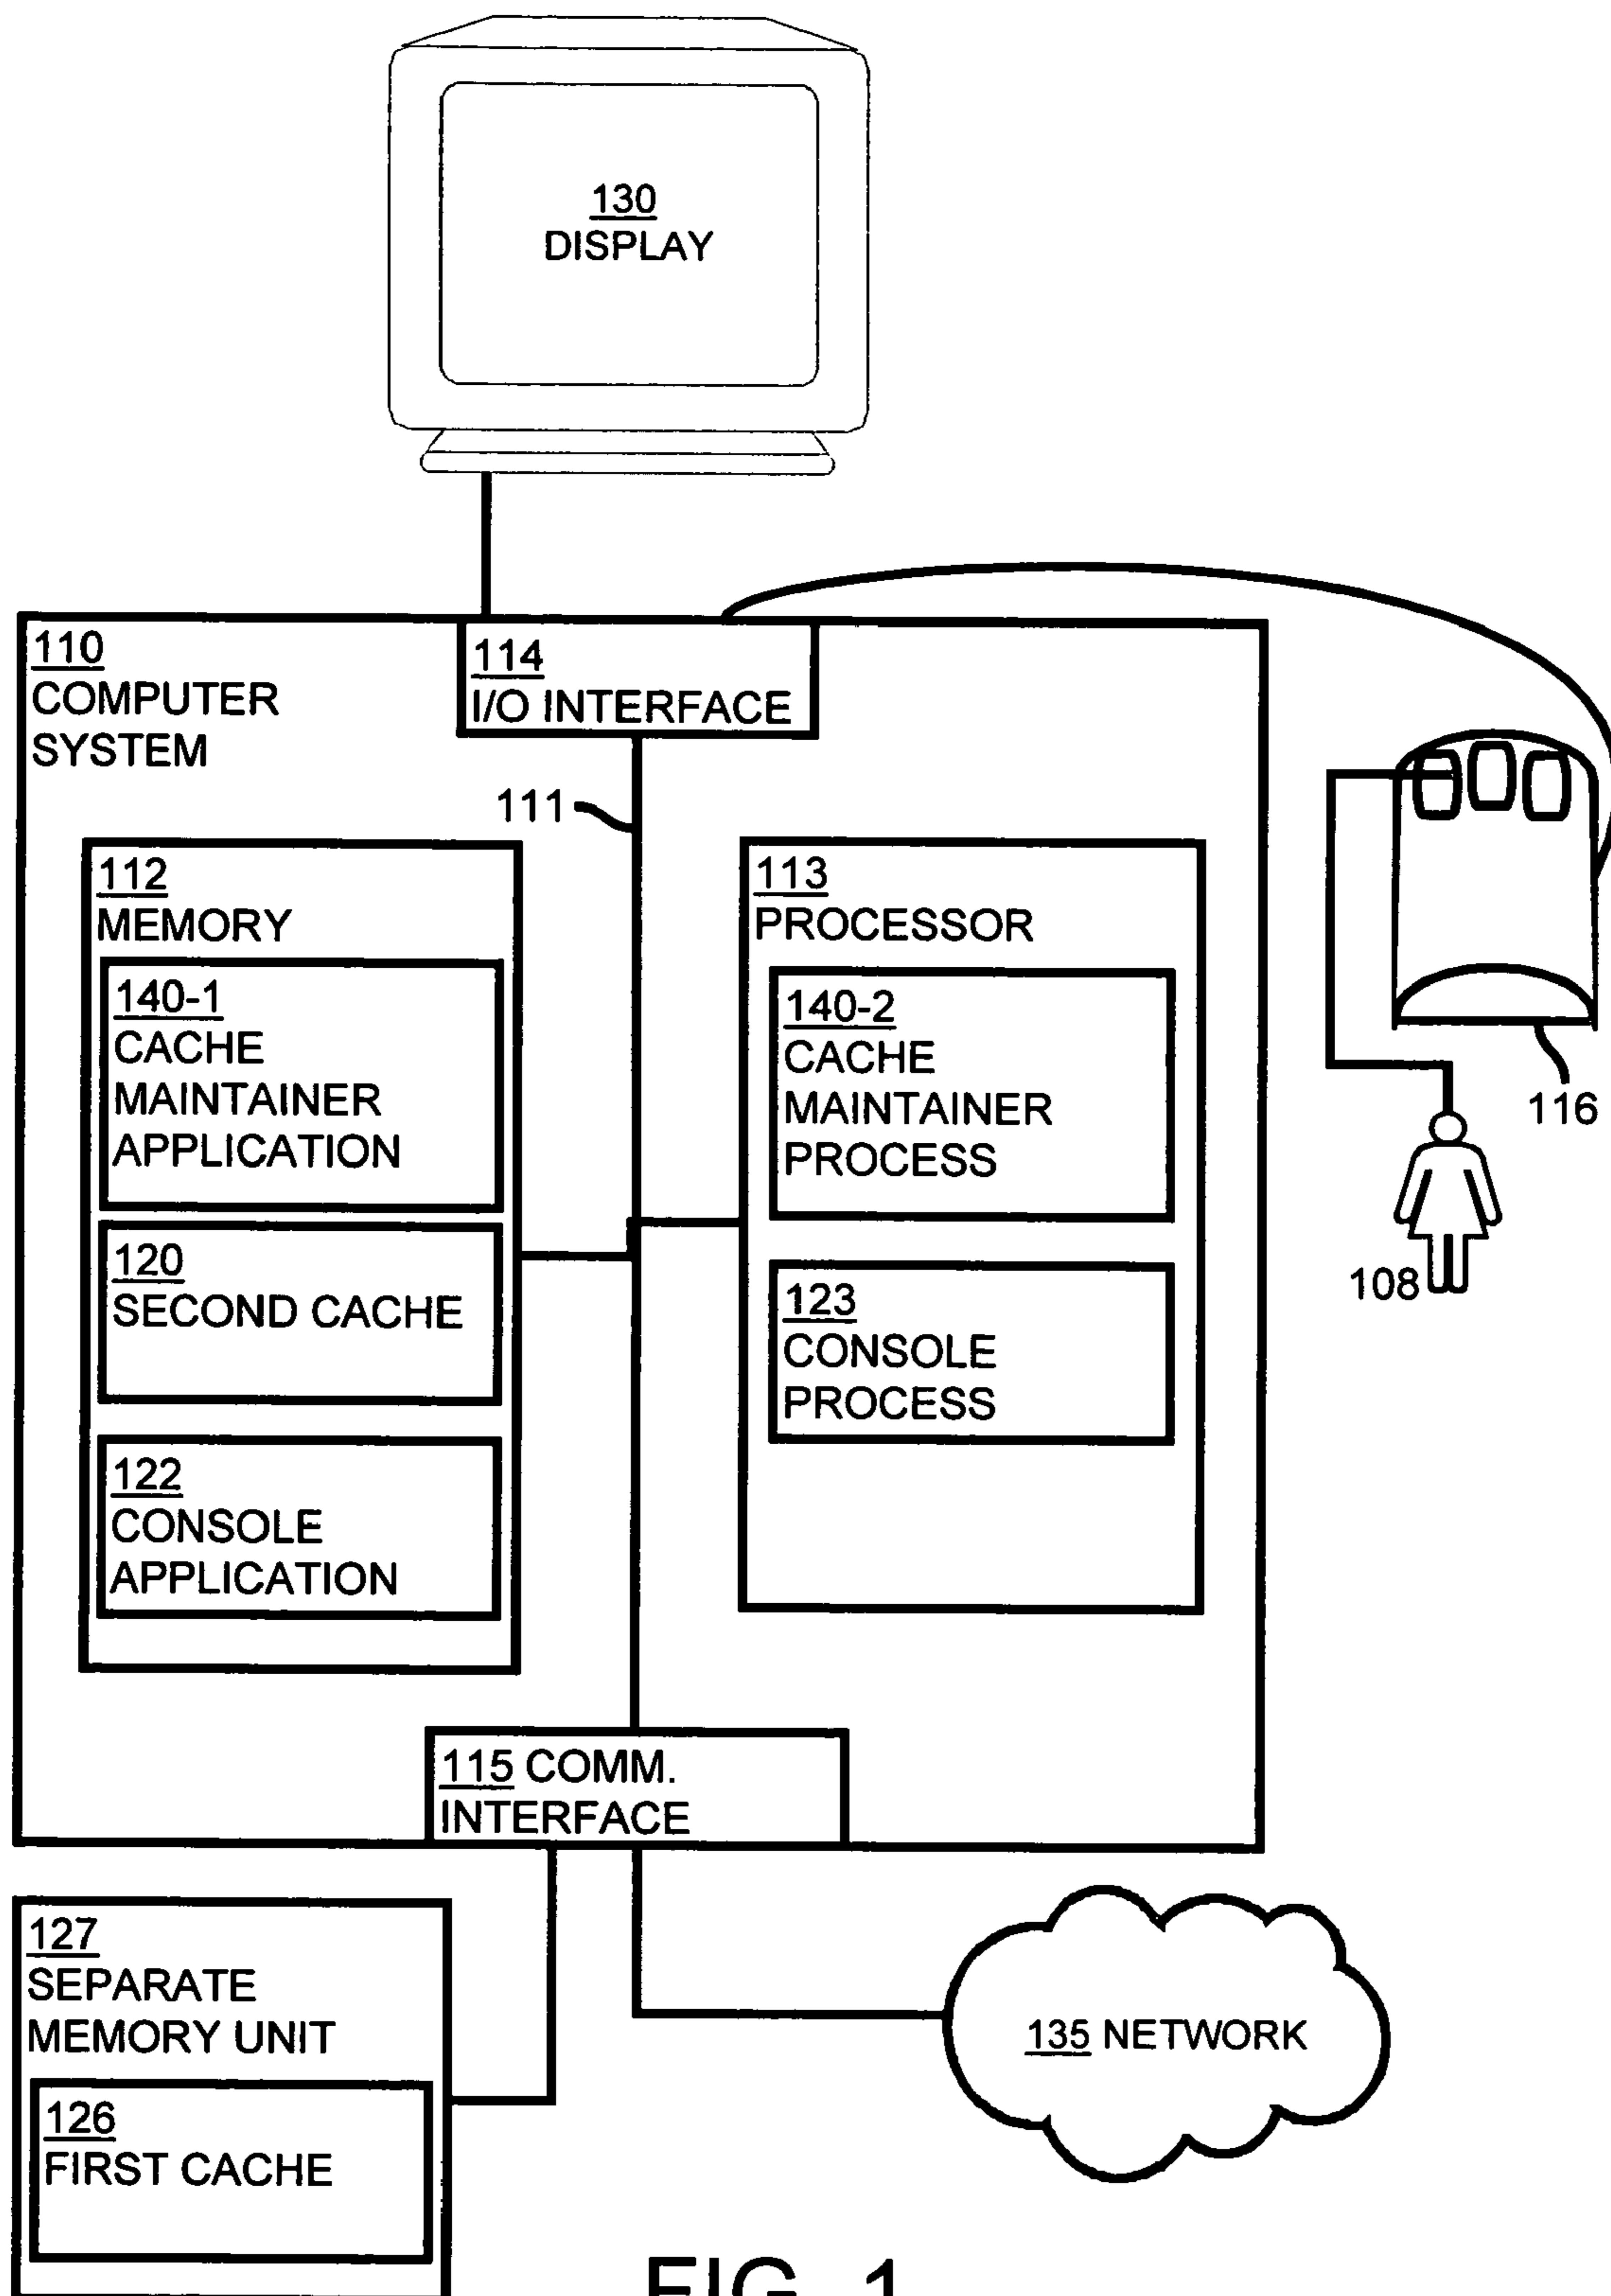 130
DISPLAY
110
COMPUTER
SYSTEM
114
I/O INTERFACE
111
112
MEMORY
140-1
CACHE
MAINTAINER
APPLICATION
120
SECOND CACHE
122
CONSOLE
APPLICATION
113
PROCESSOR
140-2
CACHE
MAINTAINER
PROCESS
123
CONSOLE
PROCESS
116
108
115 COMM.
INTERFACE
127
SEPARATE
MEMORY UNIT
126
FIRST CACHE
135 NETWORK
FIG. 1